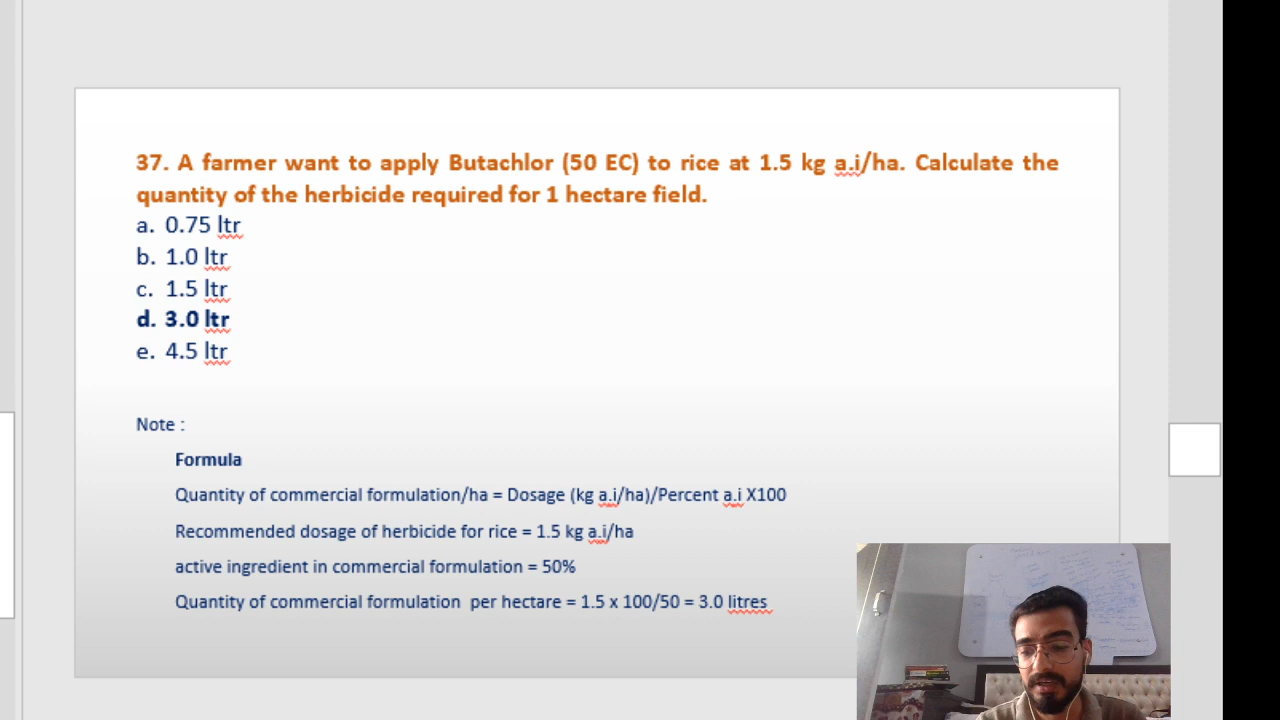 37. A farmer want to apply Butachlor (50 EC) to rice at 1.5 kg a.i/ha. Calculate the
quantity of the herbicide required for 1 hectare field.
a. 0.75 ltr
b. 1.0 ltr
c. 1.5 ltr
d. 3.0 ltr
e. 4.5 ltr
Note :
Formula
Quantity of commercial formulation/ha = Dosage (kg a.i/ha)/Percent a.i X100
Recommended dosage of herbicide for rice = 1.5 kg a.i/ha
active ingredient in commercial formulation = 50%
Quantity of commercial formulation per hectare = 1.5 x 100/50 = 3.0 litres